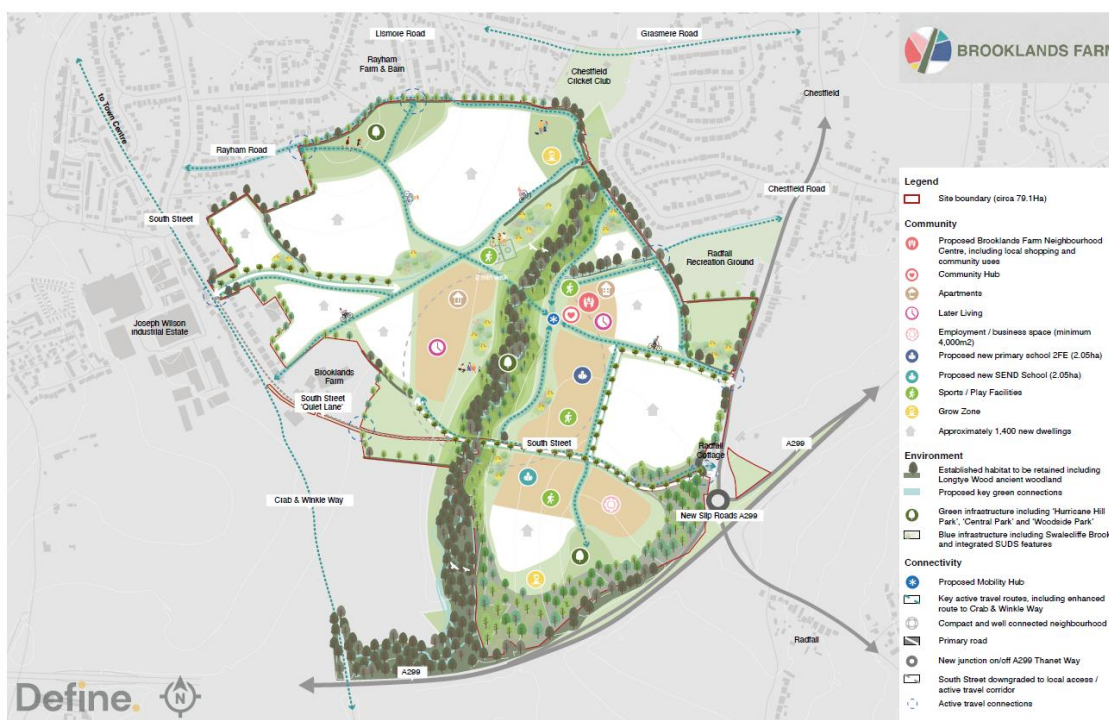 Lismore Road
Grasmere Road
BROOKLANDS FARM
Rayham
Farm & Barn
Chestfield
Cricket Club
Chestfield
to Town Centre
Rayham Road
Chestfield Road
South Street
Radfall
Recreation Ground
Joseph Wilson
Industrial Estate
Brooklands
Farm
South Street
'Quiet Lane'
South Street
A299
Radfall
Cottage
Crab & Winkle Way
New Slip Roads A299
Radfall
A299
Define.
N
Legend
Site boundary (circa 79.1Ha)
Community
Proposed Brooklands Farm Neighbourhood
Centre, including local shopping and
community uses
Community Hub
Apartments
Later Living
Employment / business space (minimum
4,000m2)
Proposed new primary school 2FE (2.05ha)
Proposed new SEND School (2.05ha)
Sports / Play Facilities
Grow Zone
Approximately 1,400 new dwellings
Environment
Established habitat to be retained including
Longtye Wood ancient woodland
Proposed key green connections
Green infrastructure including 'Hurricane Hill
Park', 'Central Park' and 'Woodside Park'
Blue infrastructure including Swalecliffe Brook
and integrated SUDS features
Connectivity
Proposed Mobility Hub
Key active travel routes, including enhanced
route to Crab & Winkle Way
Compact and well connected neighbourhood
Primary road
New junction on/off A299 Thanet Way
South Street downgraded to local access /
active travel corridor
Active travel connections